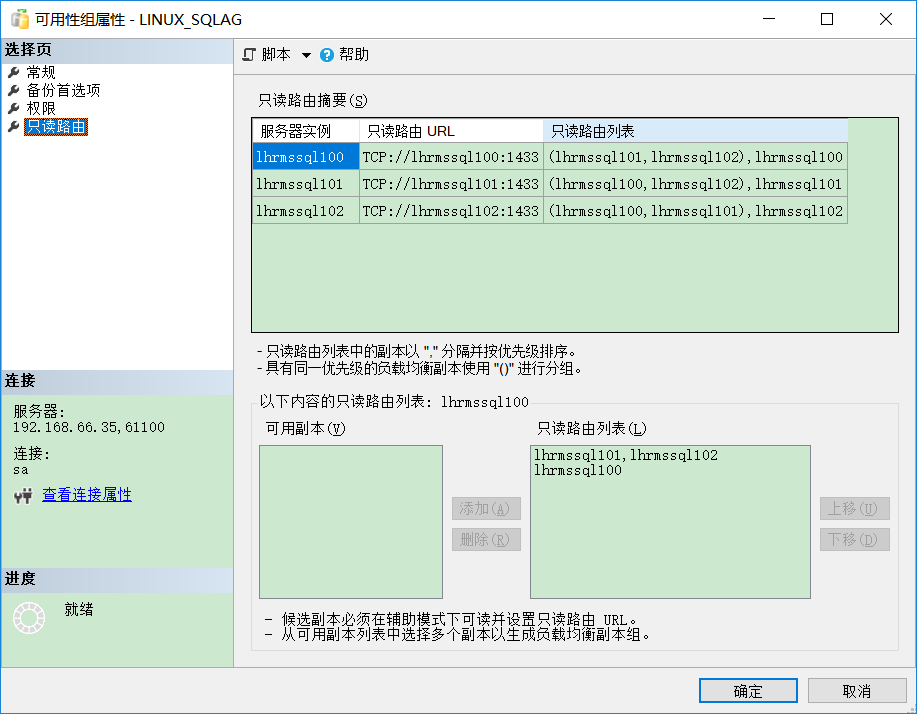 可用性组属性 - LINUX_SQLAG
选择页
常规
备份首选项
权限
只读路由
脚本 帮助
只读路由摘要(S)
服务器实例 只读路由 URL 只读路由列表
lhrmssql100 TCP://lhrmssql100:1433 (lhrmssql101,lhrmssql102),lhrmssql100
lhrmssql101 TCP://lhrmssql101:1433 (lhrmssql100,lhrmssql102),lhrmssql101
lhrmssql102 TCP://lhrmssql102:1433 (lhrmssql100,lhrmssql101),lhrmssql102
- 只读路由列表中的副本以 "," 分隔并按优先级排序。
- 具有同一优先级的负载均衡副本使用 "()" 进行分组。
连接
服务器:
192.168.66.35,61100
连接:
sa
查看连接属性
以下内容的只读路由列表: lhrmssql100
可用副本(V)
只读路由列表(L)
lhrmssql101,lhrmssql102
lhrmssql100
添加(A)
删除(R)
上移(U)
下移(D)
进度
就绪
- 候选副本必须在辅助模式下可读并设置只读路由 URL。
- 从可用副本列表中选择多个副本以生成负载均衡副本组。
确定 取消